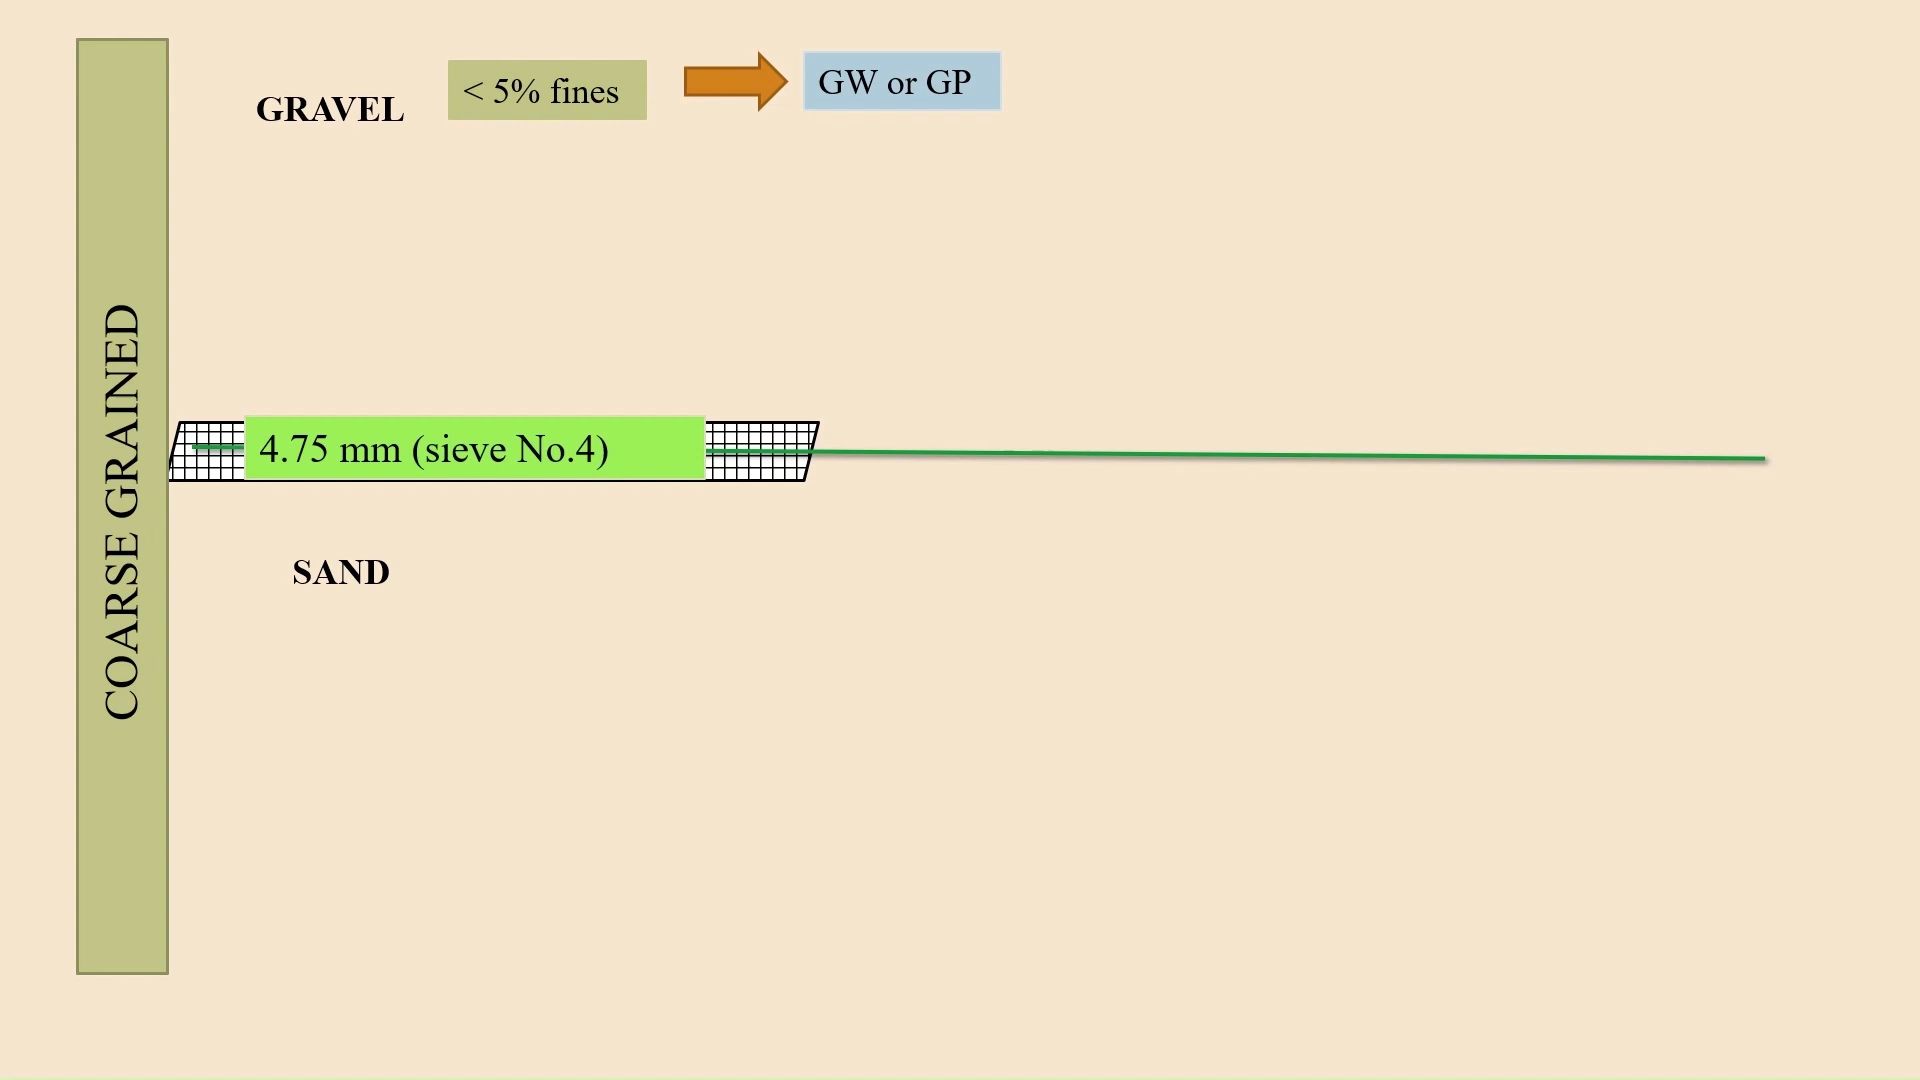 GRAVEL
< 5% fines
GW or GP
COARSE GRAINED
4.75 mm (sieve No.4)
SAND